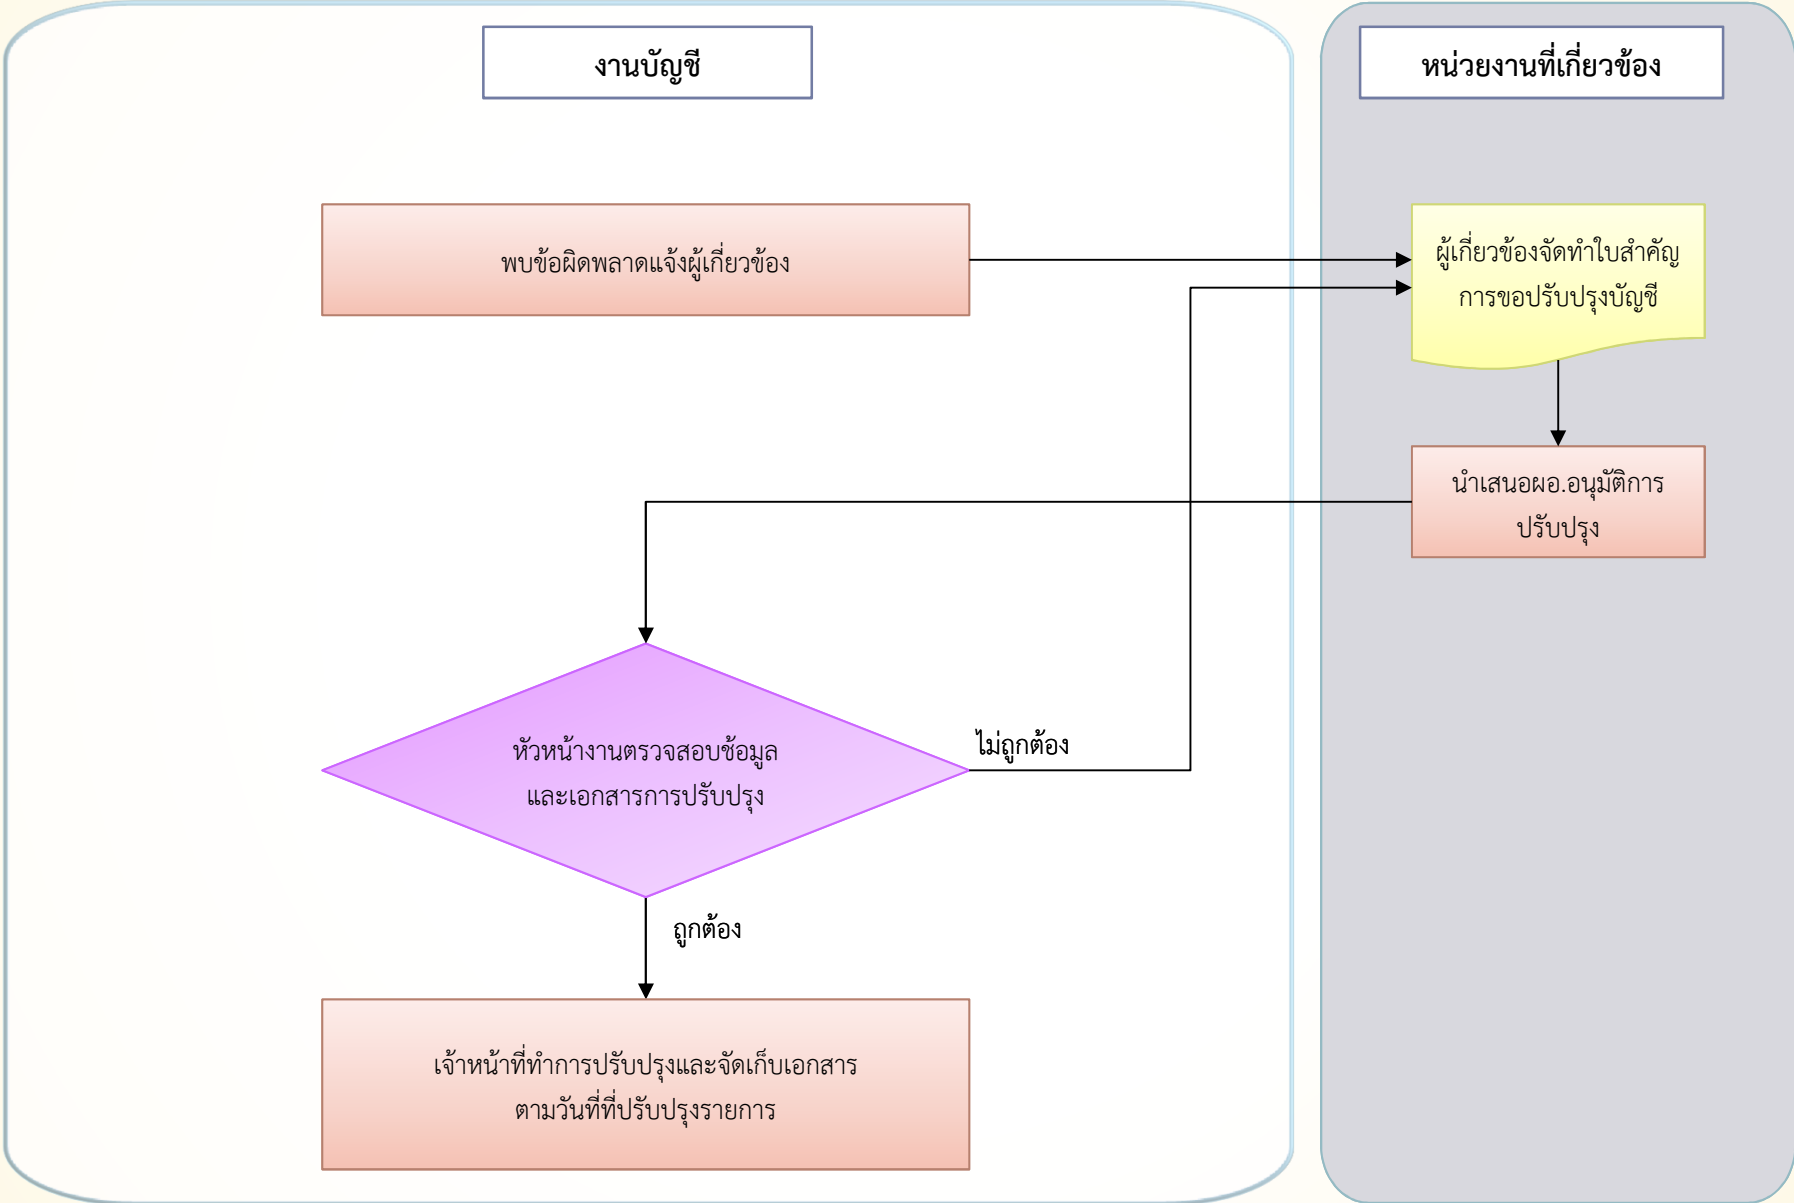 งานบัญชี
หน่วยงานที่เกี่ยวข้อง
พบข้อผิดพลาดแจ้งผู้เกี่ยวข้อง
ผู้เกี่ยวข้องจัดทำใบสำคัญ
การขอปรับปรุงบัญชี
นำเสนอผอ.อนุมัติการ
ปรับปรุง
หัวหน้างานตรวจสอบช้อมูล
และเอกสารการปรับปรุง
ไม่ถูกต้อง
ถูกต้อง
เจ้าหน้าที่ทำการปรับปรุงและจัดเก็บเอกสาร
ตามวันที่ที่ปรับปรุงรายการ